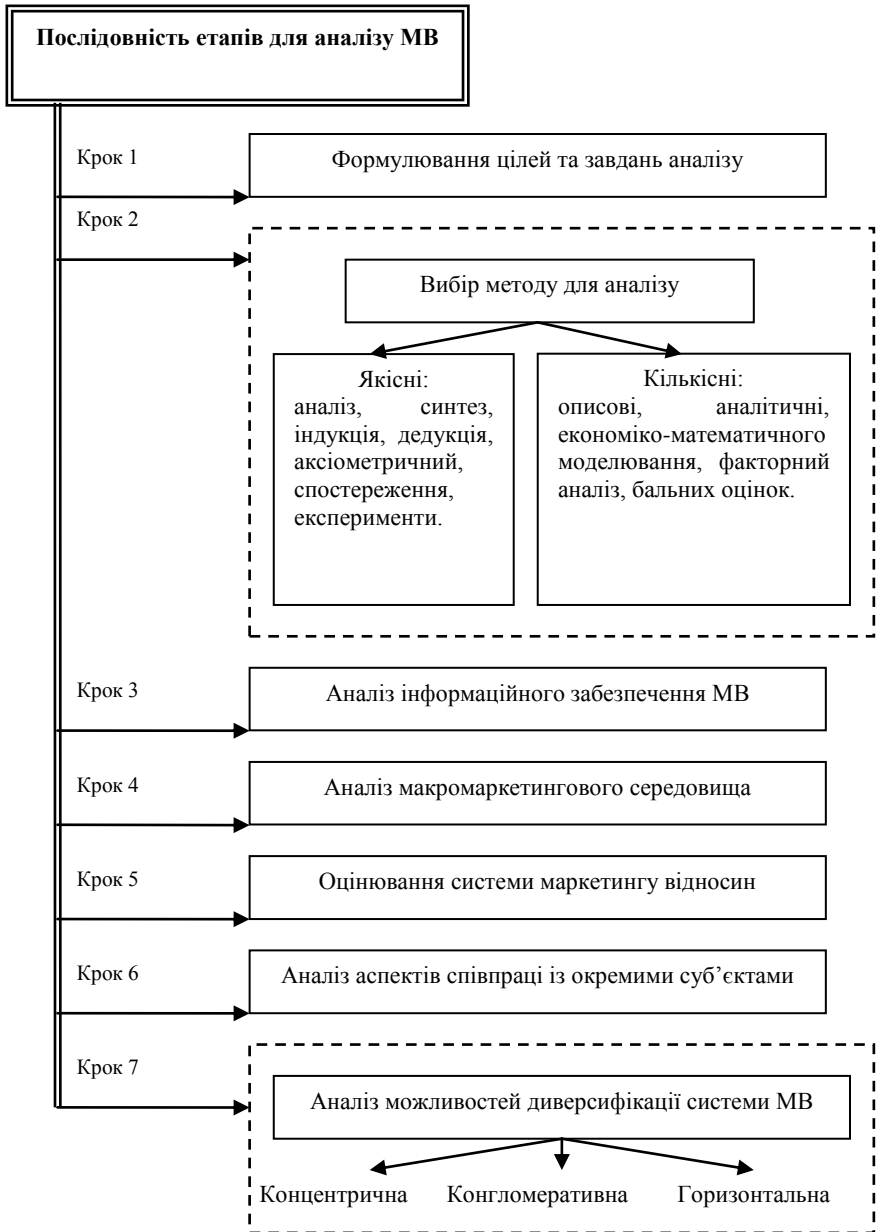 Послідовність етапів для аналізу МВ
Крок 1
Формулювання цілей та завдань аналізу
Крок 2
Вибір методу для аналізу
Якісні:
аналіз, синтез,
індукція, дедукція,
аксіометричний,
спостереження,
експерименти.
Кількісні:
описові, аналітичні,
економіко-математичного
моделювання, факторний
аналіз, бальних оцінок.
Крок 3
Аналіз інформаційного забезпечення МВ
Крок 4
Аналіз макромаркетингового середовища
Крок 5
Оцінювання системи маркетингу відносин
Крок 6
Аналіз аспектів співпраці із окремими суб’єктами
Крок 7
Аналіз можливостей диверсифікації системи МВ
Концентрична Конгломеративна Горизонтальна